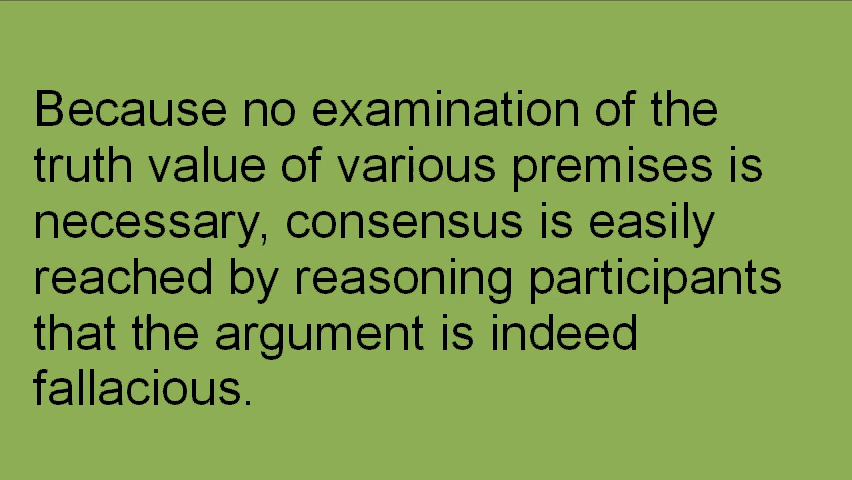 Because no examination of the
truth value of various premises is
necessary, consensus is easily
reached by reasoning participants
that the argument is indeed
fallacious.